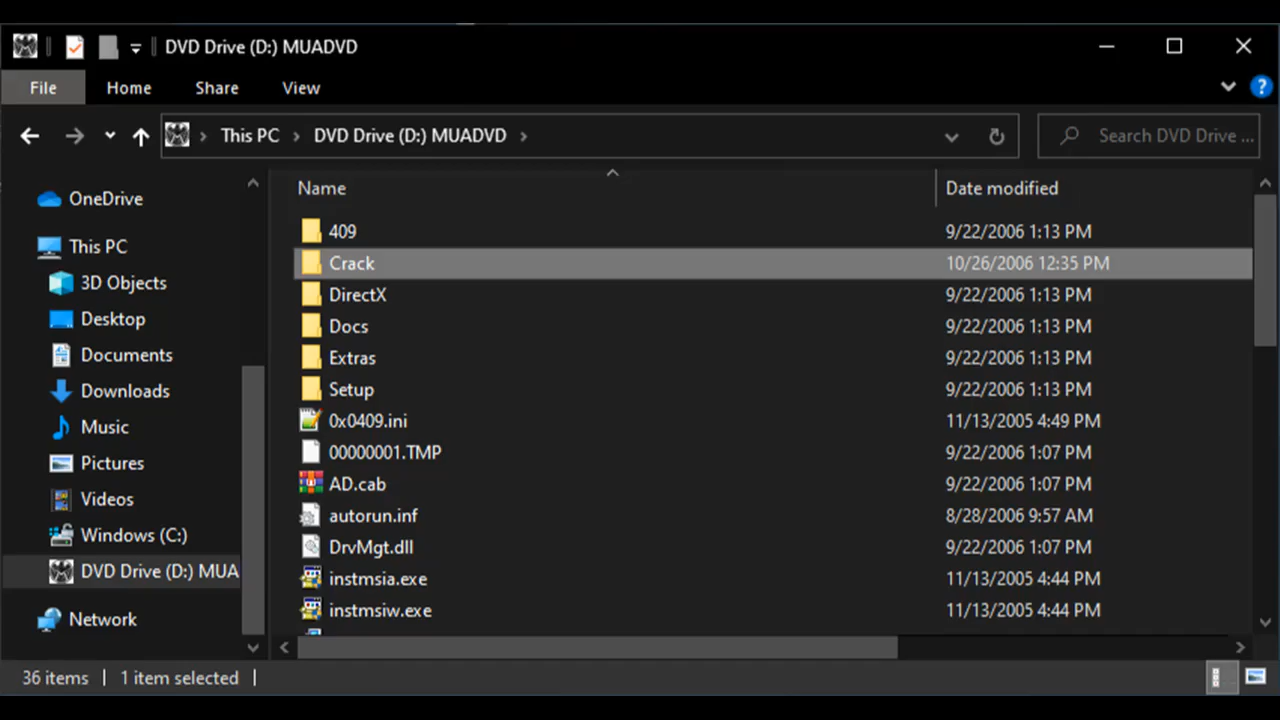 DVD Drive (D:) MUADVD
File Home Share View
This PC DVD Drive (D:) MUADVD Search DVD Drive ...
Name Date modified
OneDrive
This PC
3D Objects
Desktop
Documents
Downloads
Music
Pictures
Videos
Windows (C:)
DVD Drive (D:) MUA
Network
409 9/22/2006 1:13 PM
Crack 10/26/2006 12:35 PM
DirectX 9/22/2006 1:13 PM
Docs 9/22/2006 1:13 PM
Extras 9/22/2006 1:13 PM
Setup 9/22/2006 1:13 PM
0x0409.ini 11/13/2005 4:49 PM
00000001.TMP 9/22/2006 1:07 PM
AD.cab 9/22/2006 1:07 PM
autorun.inf 8/28/2006 9:57 AM
DrvMgt.dll 9/22/2006 1:07 PM
instmsia.exe 11/13/2005 4:44 PM
instmsiw.exe 11/13/2005 4:44 PM
36 items 1 item selected